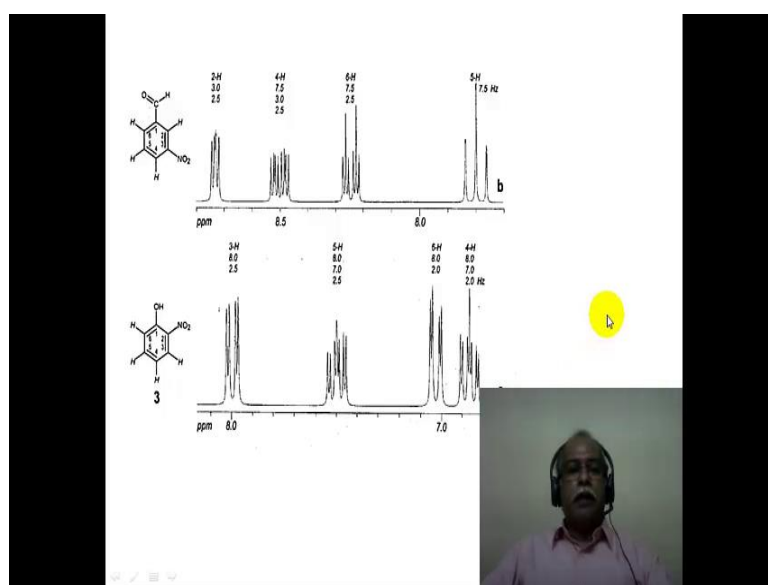 2-H 4-H 6-H 5-H
3.0 7.5 7.5 7.5 Hz
2.5 3.0 2.5
2.5
O H
C
H H
H NO2
H
b
ppm 8.5 8.0
3-H 5-H 6-H 4-H
8.0 8.0 8.0 8.0
2.5 7.0 2.0 7.0
2.5 2.0 Hz
OH
H NO2
H H
H
3
ppm 8.0 7.0